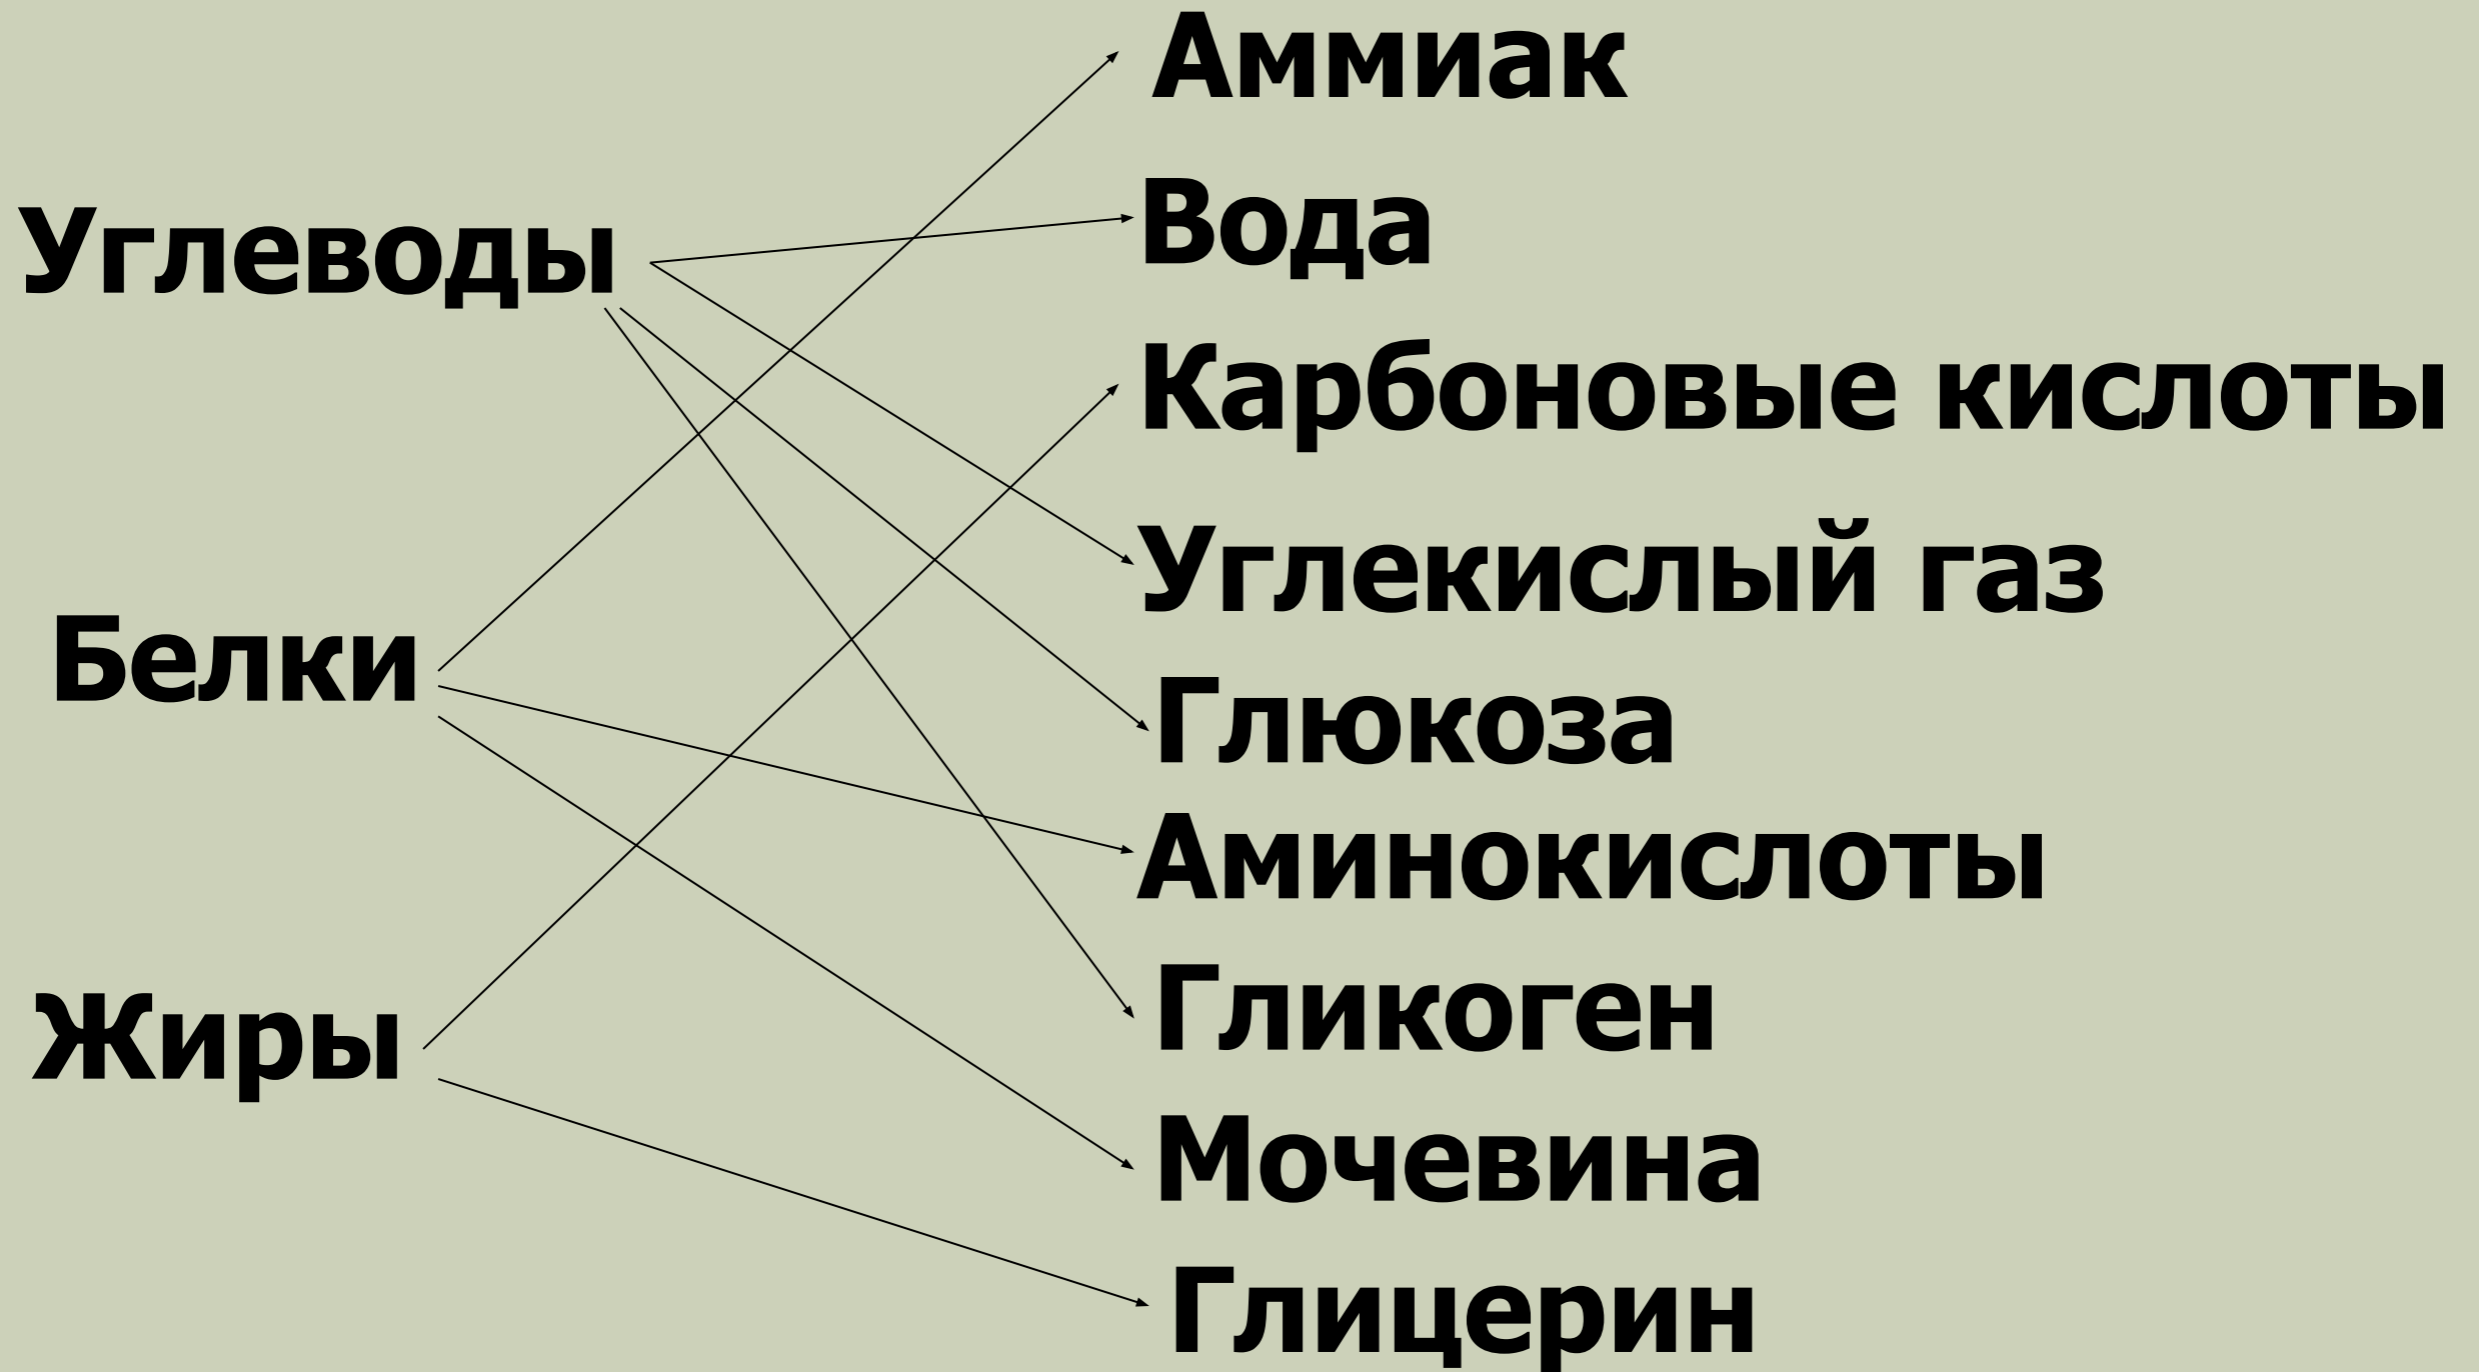 Углеводы
Белки
Жиры
Аммиак
Вода
Карбоновые кислоты
Углекислый газ
Глюкоза
Аминокислоты
Гликоген
Мочевина
Глицерин